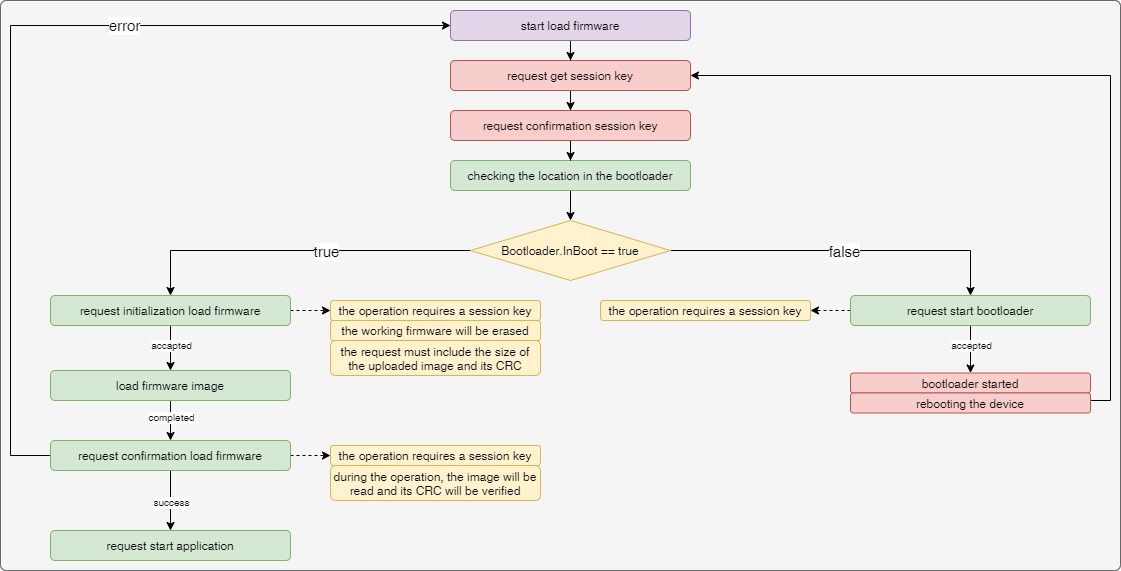 error
start load firmware
request get session key
request confirmation session key
checking the location in the bootloader
Bootloader.InBoot == true
true
false
request initialization load firmware
the operation requires a session key
the working firmware will be erased
the request must include the size of
the uploaded image and its CRC
the operation requires a session key
request start bootloader
accapted
accepted
load firmware image
bootloader started
rebooting the device
completed
request confirmation load firmware
the operation requires a session key
during the operation, the image will be
read and its CRC will be verified
success
request start application